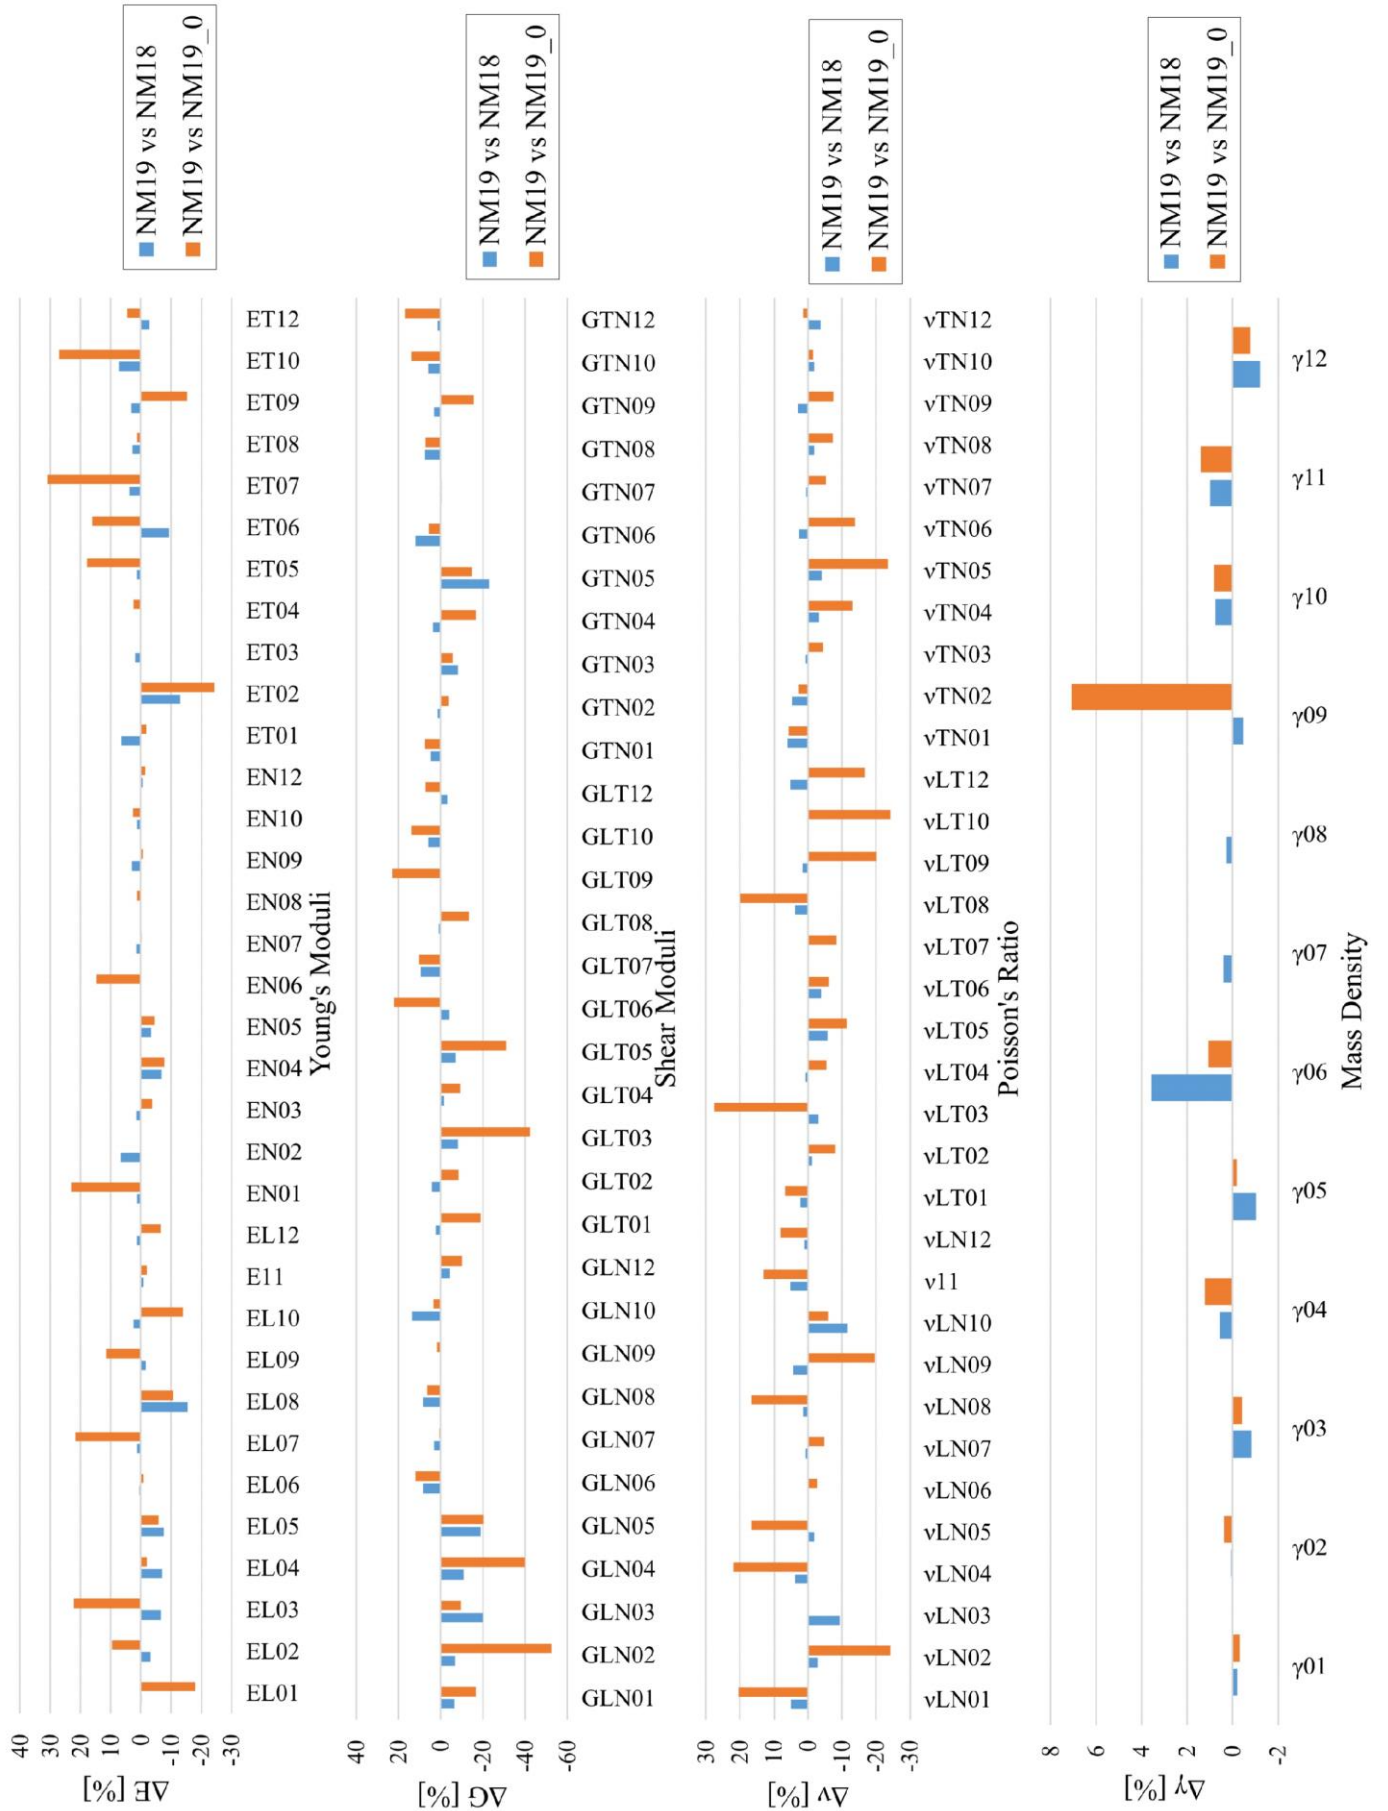 ΔE [%]
40
30
20
10
0
-10
-20
-30
EL01 EL02 EL03 EL04 EL05 EL06 EL07 EL08 EL09 EL10 E11 EL12 EN01 EN02 EN03 EN04 EN05 EN06 EN07 EN08 EN09 EN10 EN12 ET01 ET02 ET03 ET04 ET05 ET06 ET07 ET08 ET09 ET10 ET12
Young's Moduli
NM19 vs NM18
NM19 vs NM19_0
ΔG [%]
40
20
0
-20
-40
-60
GLN01 GLN02 GLN03 GLN04 GLN05 GLN06 GLN07 GLN08 GLN09 GLN10 GLN12 GLT01 GLT02 GLT03 GLT04 GLT05 GLT06 GLT07 GLT08 GLT09 GLT10 GLT12 GTN01 GTN02 GTN03 GTN04 GTN05 GTN06 GTN07 GTN08 GTN09 GTN10 GTN12
Shear Moduli
NM19 vs NM18
NM19 vs NM19_0
Δν [%]
30
20
10
0
-10
-20
-30
νLN01 νLN02 νLN03 νLN04 νLN05 νLN06 νLN07 νLN08 νLN09 νLN10 ν11 νLN12 νLT01 νLT02 νLT03 νLT04 νLT05 νLT06 νLT07 νLT08 νLT09 νLT10 νLT12 νTN01 νTN02 νTN03 νTN04 νTN05 νTN06 νTN07 νTN08 νTN09 νTN10 νTN12
Poisson's Ratio
NM19 vs NM18
NM19 vs NM19_0
Δγ [%]
8
6
4
2
0
-2
γ01 γ02 γ03 γ04 γ05 γ06 γ07 γ08 γ09 γ10 γ11 γ12
Mass Density
NM19 vs NM18
NM19 vs NM19_0